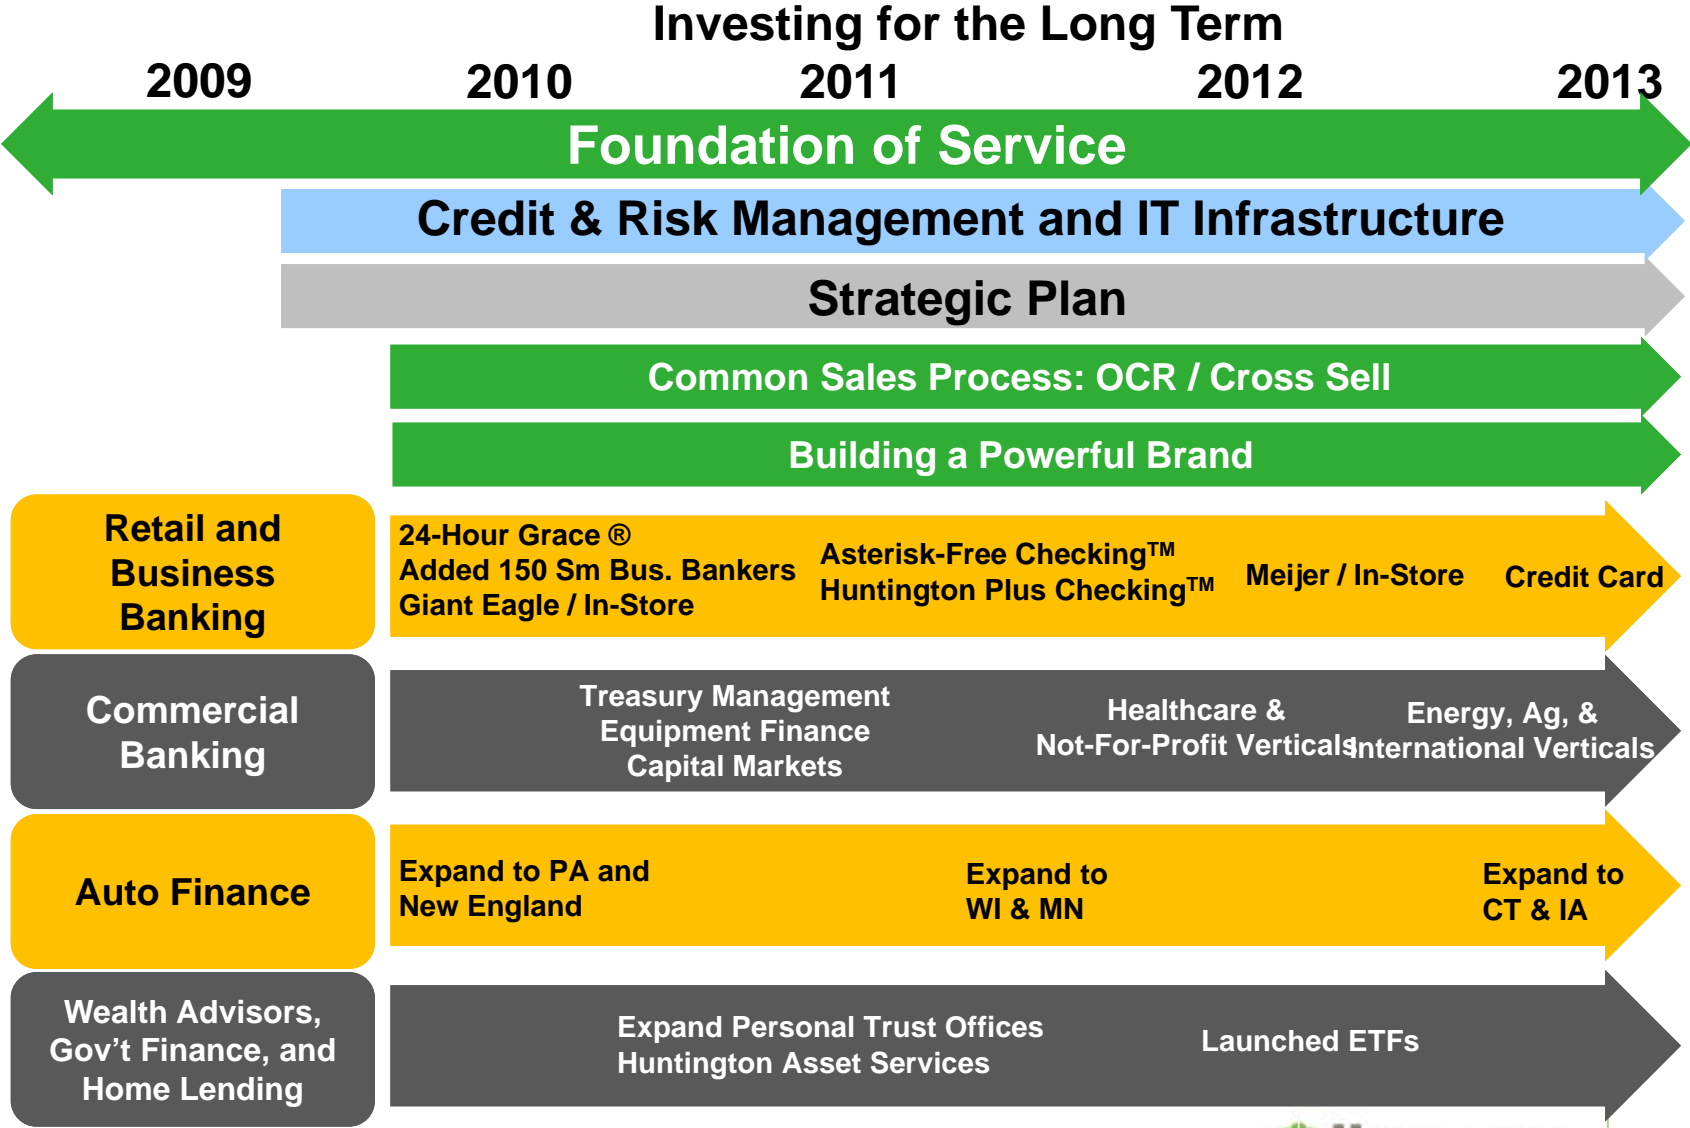 Investing for the Long Term
2009 2010 2011 2012 2013
Foundation of Service
Credit & Risk Management and IT Infrastructure
Strategic Plan
Common Sales Process: OCR / Cross Sell
Building a Powerful Brand
Retail and
Business
Banking
24-Hour Grace ®
Added 150 Sm Bus. Bankers
Giant Eagle / In-Store
Asterisk-Free Checking™
Huntington Plus Checking™
Meijer / In-Store
Credit Card
Commercial
Banking
Treasury Management
Equipment Finance
Capital Markets
Healthcare &
Not-For-Profit Verticals
Energy, Ag, &
International Verticals
Auto Finance
Expand to PA and
New England
Expand to
WI & MN
Expand to
CT & IA
Wealth Advisors,
Gov't Finance, and
Home Lending
Expand Personal Trust Offices
Huntington Asset Services
Launched ETFs